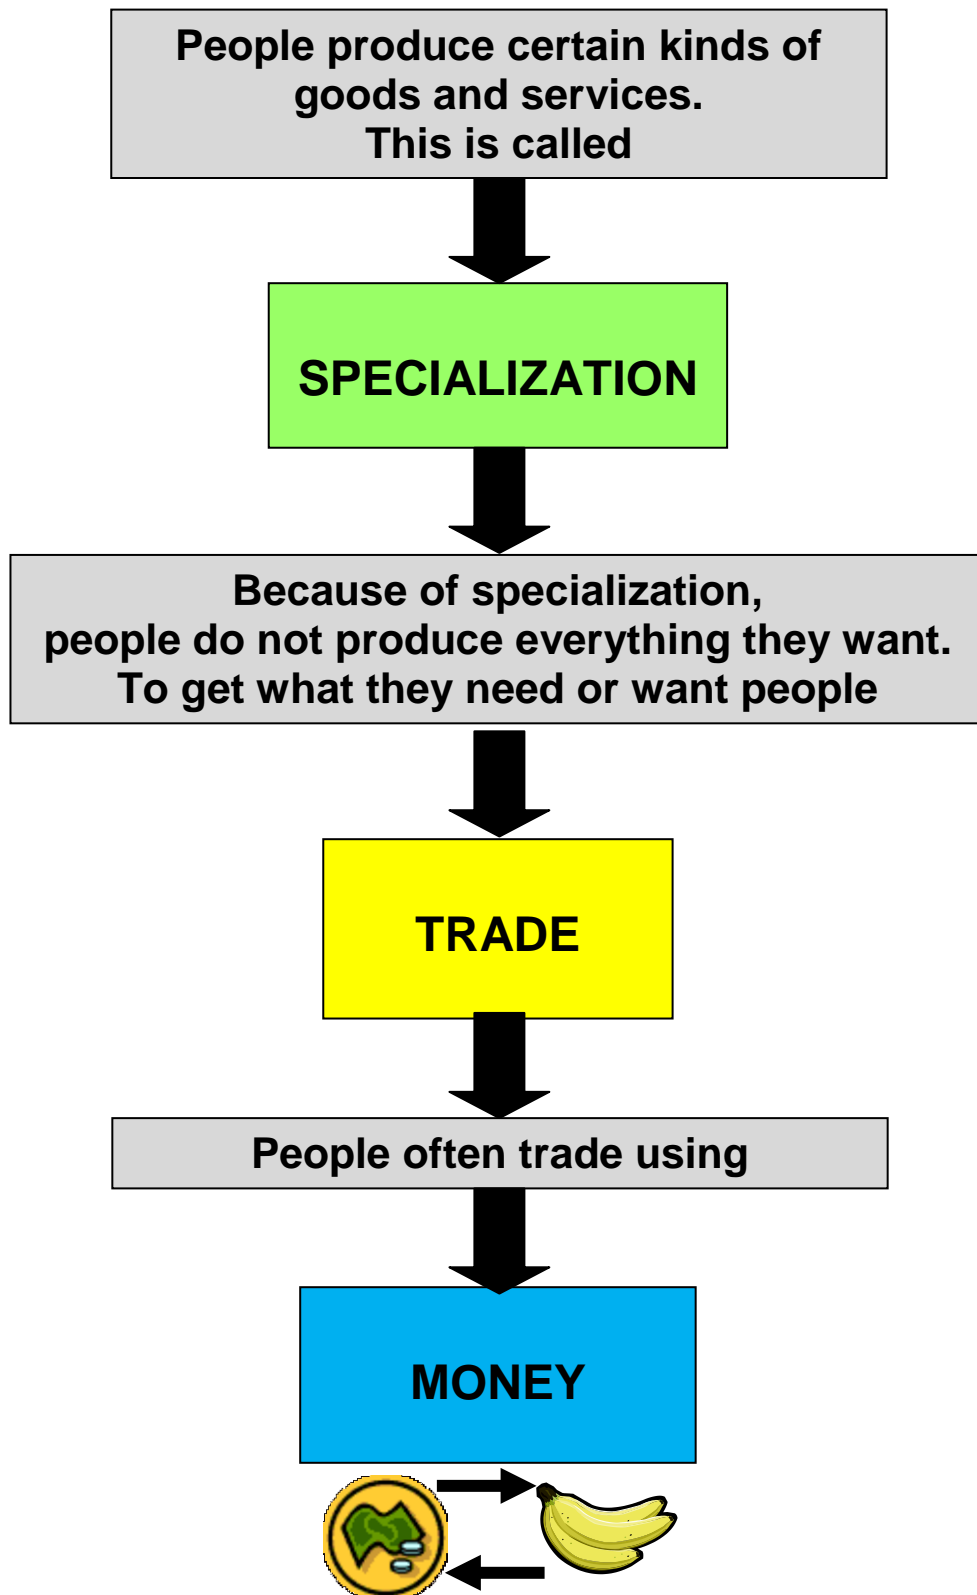 People produce certain kinds of
goods and services.
This is called
SPECIALIZATION
Because of specialization,
people do not produce everything they want.
To get what they need or want people
TRADE
People often trade using
MONEY